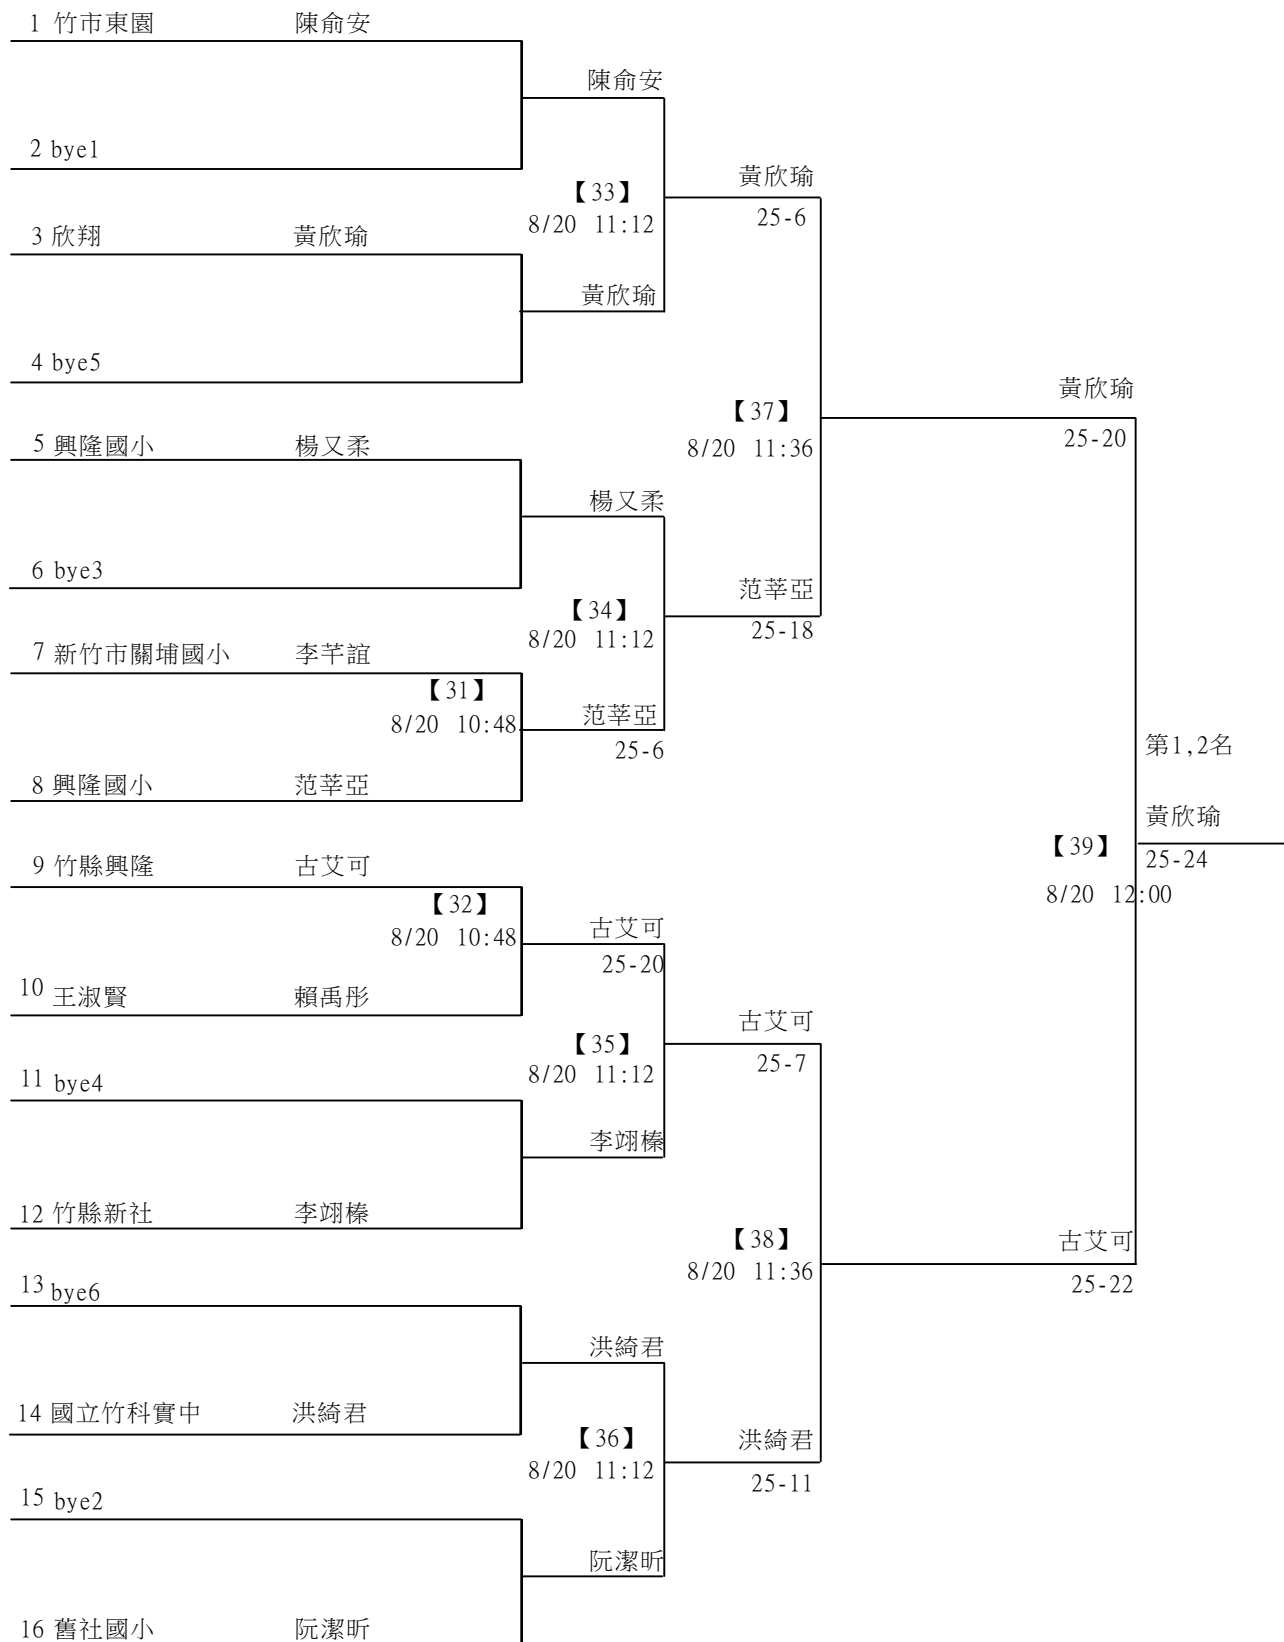 1 竹市東園 陳俞安
陳俞安
2 bye1
黃欣瑜
【33】
25-6
8/20 11:12
3 欣翔 黃欣瑜
黃欣瑜
4 bye5
黃欣瑜
【37】
25-20
8/20 11:36
5 興隆國小 楊又柔
楊又柔
6 bye3
范莘亞
【34】
25-18
8/20 11:12
7 新竹市關埔國小 李芊誼
【31】
8/20 10:48
范莘亞
25-6
第1,2名
8 興隆國小 范莘亞
黃欣瑜
【39】
25-24
8/20 12:00
9 竹縣興隆 古艾可
【32】
8/20 10:48
古艾可
25-20
10 王淑賢 賴禹彤
古艾可
【35】
25-7
8/20 11:12
11 bye4
李翊榛
12 竹縣新社 李翊榛
【38】
古艾可
8/20 11:36
25-22
13 bye6
洪綺君
14 國立竹科實中 洪綺君
【36】
洪綺君
8/20 11:12
25-11
15 bye2
阮潔昕
16 舊社國小 阮潔昕